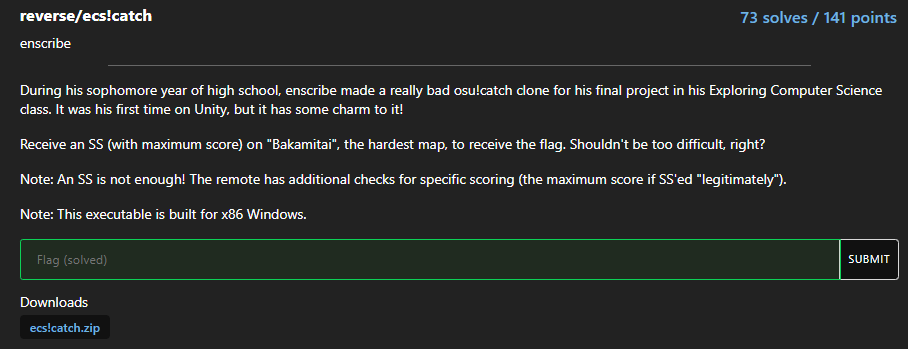 reverse/ecs!catch
73 solves / 141 points
enscribe
During his sophomore year of high school, enscribe made a really bad osu!catch clone for his final project in his Exploring Computer Science
class. It was his first time on Unity, but it has some charm to it!
Receive an SS (with maximum score) on "Bakamitai", the hardest map, to receive the flag. Shouldn't be too difficult, right?
Note: An SS is not enough! The remote has additional checks for specific scoring (the maximum score if SS'ed "legitimately").
Note: This executable is built for x86 Windows.
Flag (solved)
SUBMIT
Downloads
ecs!catch.zip